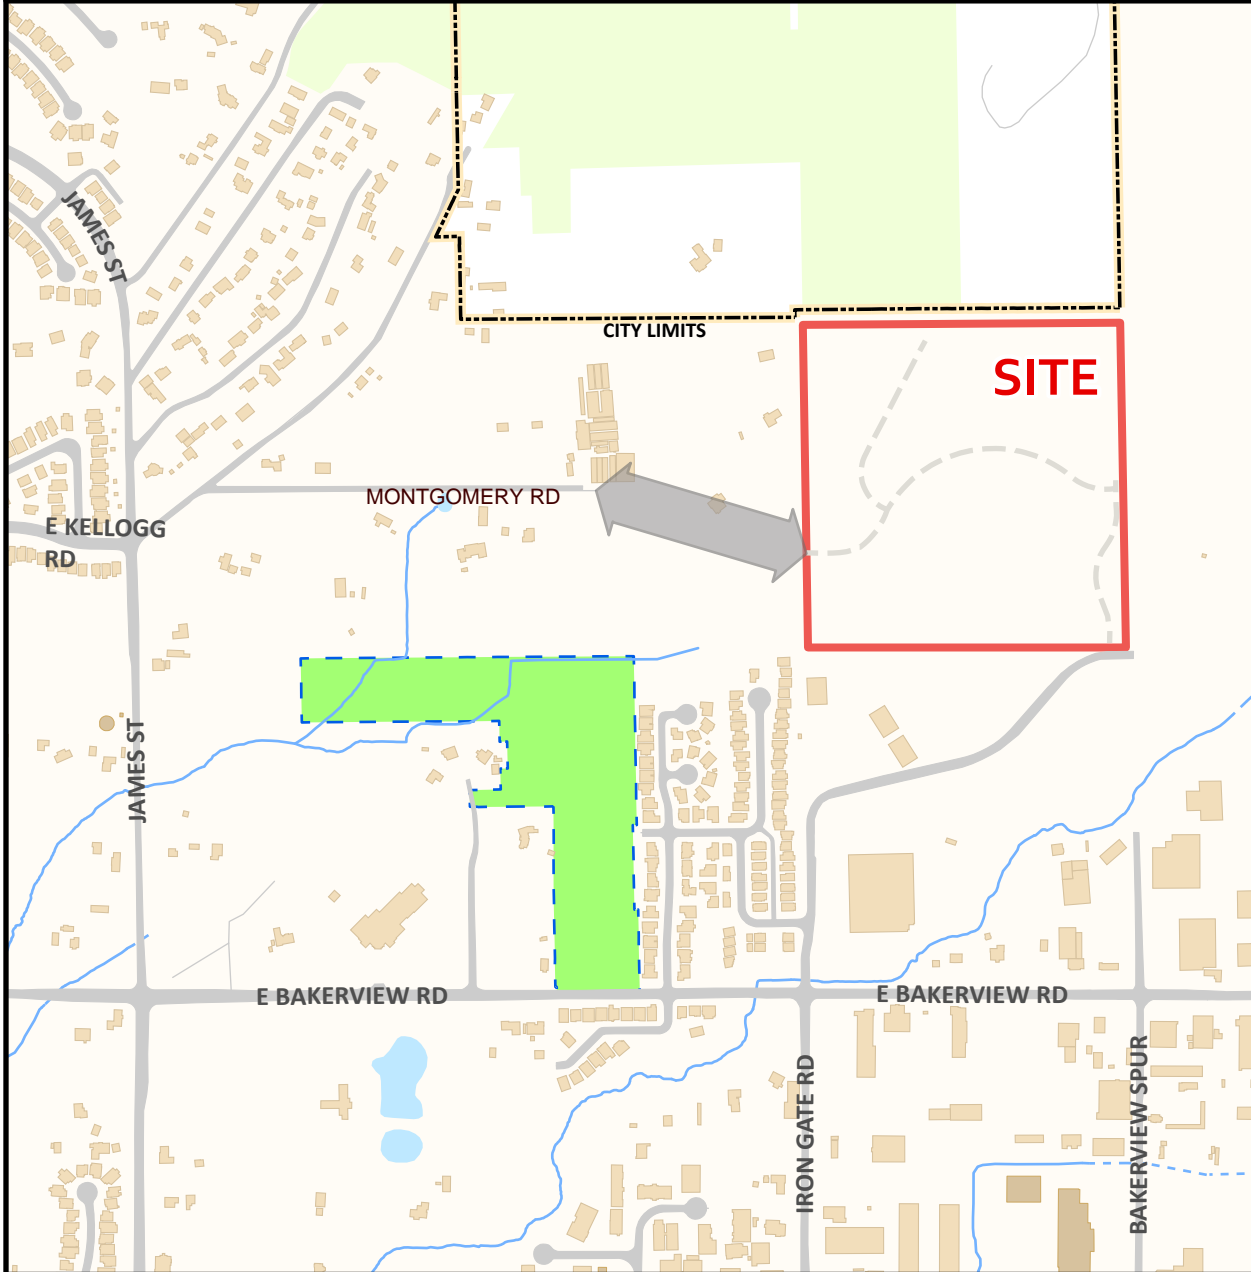 JAMES ST
CITY LIMITS
SITE
MONTGOMERY RD
E KELLOGG
RD
JAMES ST
E BAKERVIEW RD
E BAKERVIEW RD
IRON GATE RD
BAKERVIEW SPUR